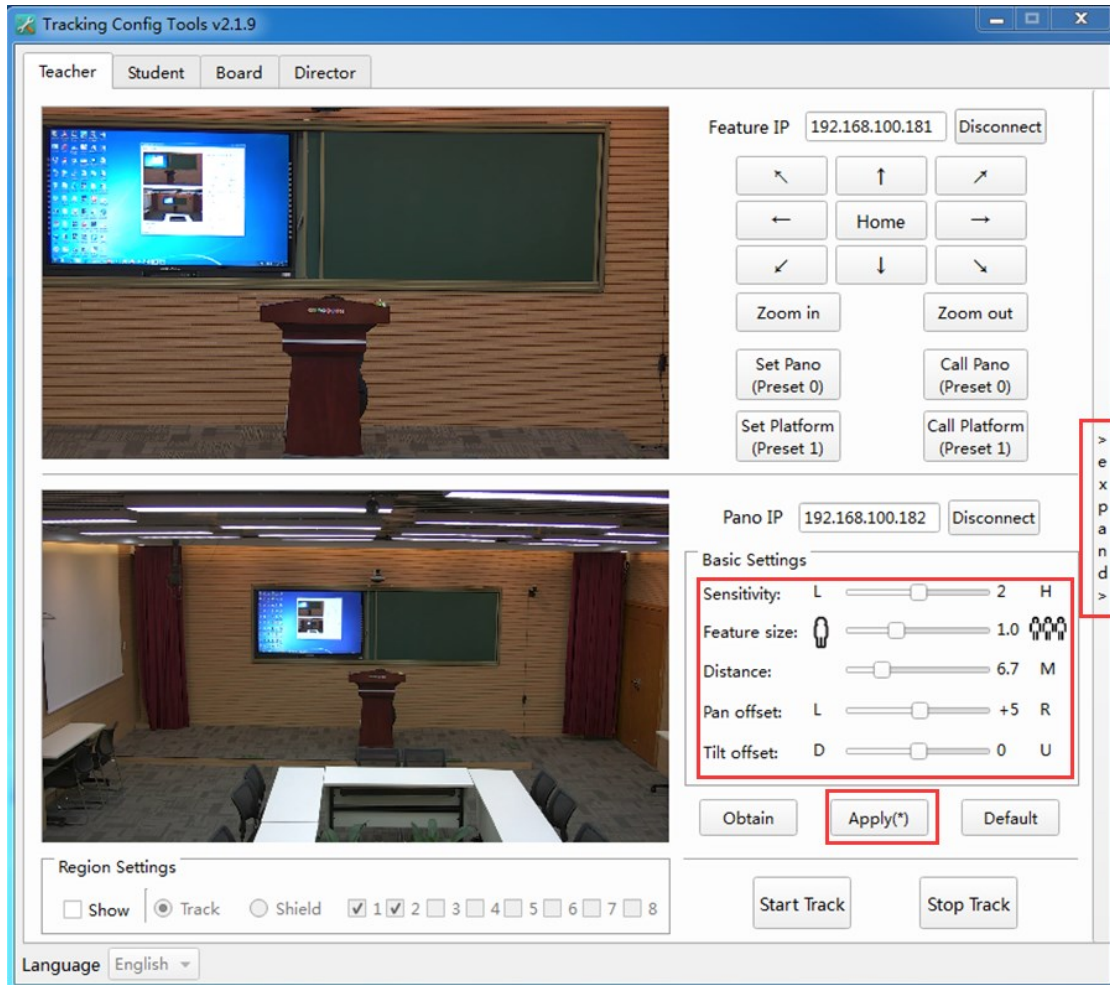 Tracking Config Tools v2.1.9
Teacher Student Board Director
Feature IP 192.168.100.181 Disconnect
↖ ↑ ↗
← Home →
↙ ↓ ↘
Zoom in Zoom out
Set Pano (Preset 0) Call Pano (Preset 0)
Set Platform (Preset 1) Call Platform (Preset 1)
Pano IP 192.168.100.182 Disconnect
Basic Settings
Sensitivity: L 2 H
Feature size: 1.0
Distance: 6.7 M
Pan offset: L +5 R
Tilt offset: D 0 U
Obtain Apply(*) Default
>expand>
Region Settings
Show Track Shield 1 2 3 4 5 6 7 8
Start Track Stop Track
Language English